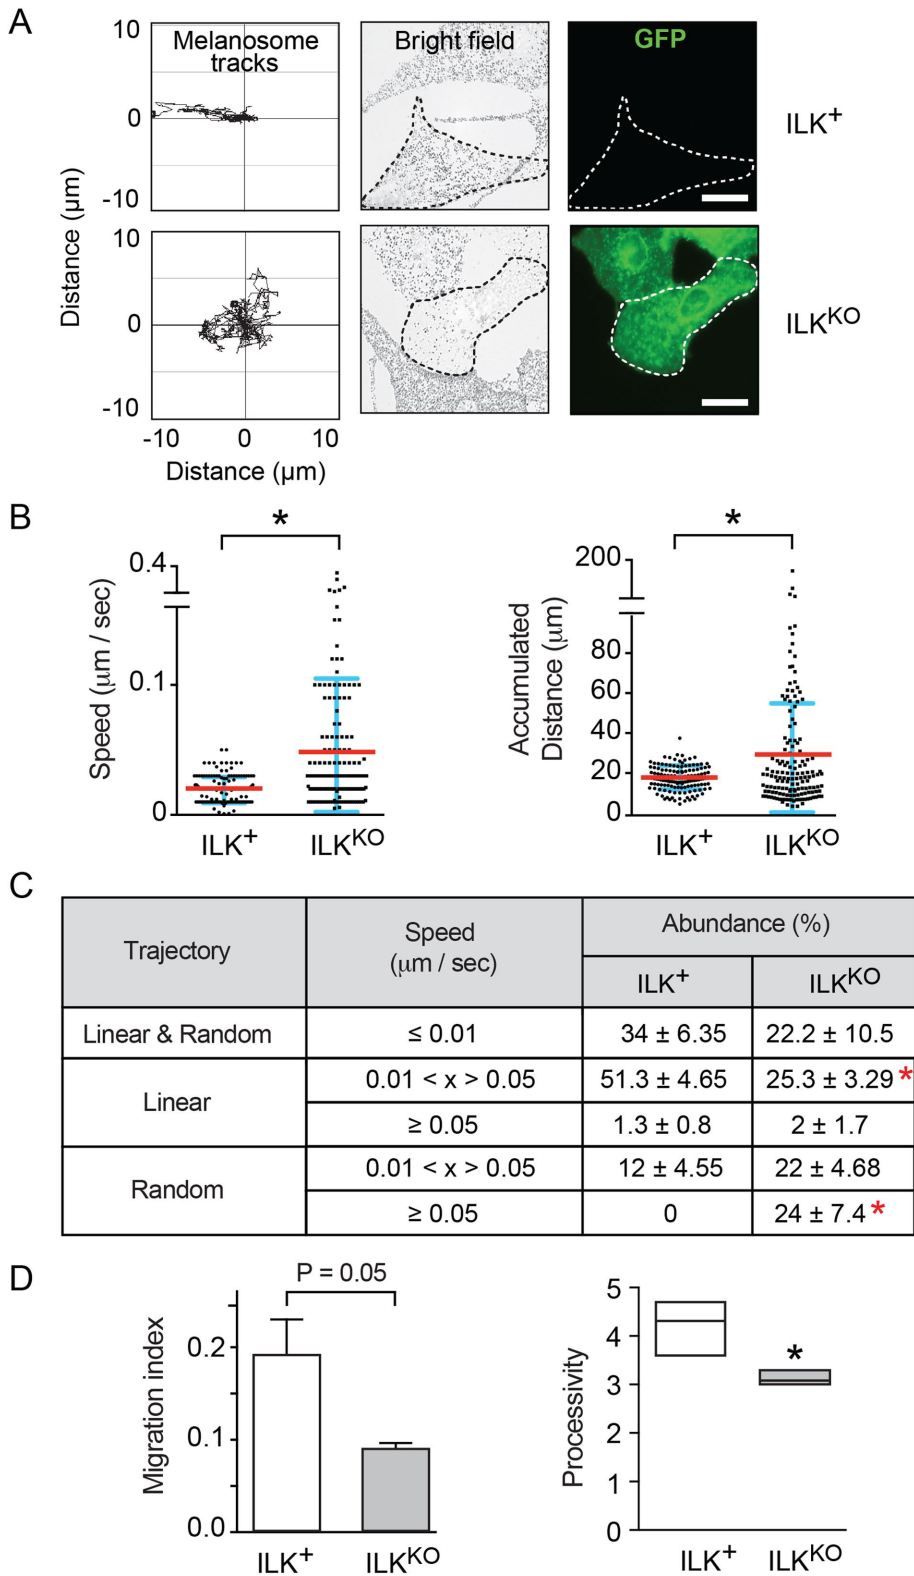 A
Melanosome
tracks
Bright field
GFP
10
0
-10
ILK+
10
0
-10
ILKKO
Distance (µm)
-10 0 10
Distance (µm)
B
*
*
0.4
0.1
0
Speed (µm / sec)
ILK+ ILKKO
200
80
60
40
20
0
Accumulated
Distance (µm)
ILK+ ILKKO
C
Trajectory
Speed
(µm / sec)
Abundance (%)
ILK+ ILKKO
Linear & Random ≤ 0.01 34 ± 6.35 22.2 ± 10.5
Linear
0.01 < x > 0.05 51.3 ± 4.65 25.3 ± 3.29 *
≥ 0.05 1.3 ± 0.8 2 ± 1.7
Random
0.01 < x > 0.05 12 ± 4.55 22 ± 4.68
≥ 0.05 0 24 ± 7.4 *
D
P = 0.05
0.2
0.1
0.0
Migration index
ILK+ ILKKO
5
4
3
2
1
0
Processivity
*
ILK+ ILKKO